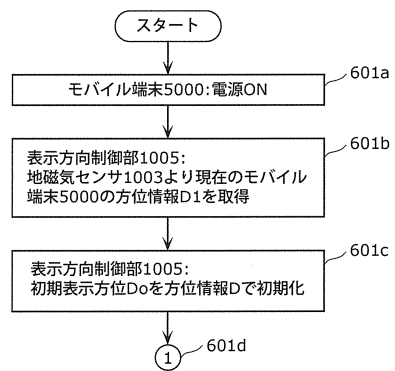 スタート
モバイル端末5000:電源ON
601a
表示方向制御部1005:
地磁気センサ1003より現在のモバイル
端末5000の方位情報D1を取得
601b
表示方向制御部1005:
初期表示方位Doを方位情報Dで初期化
601c
1
601d